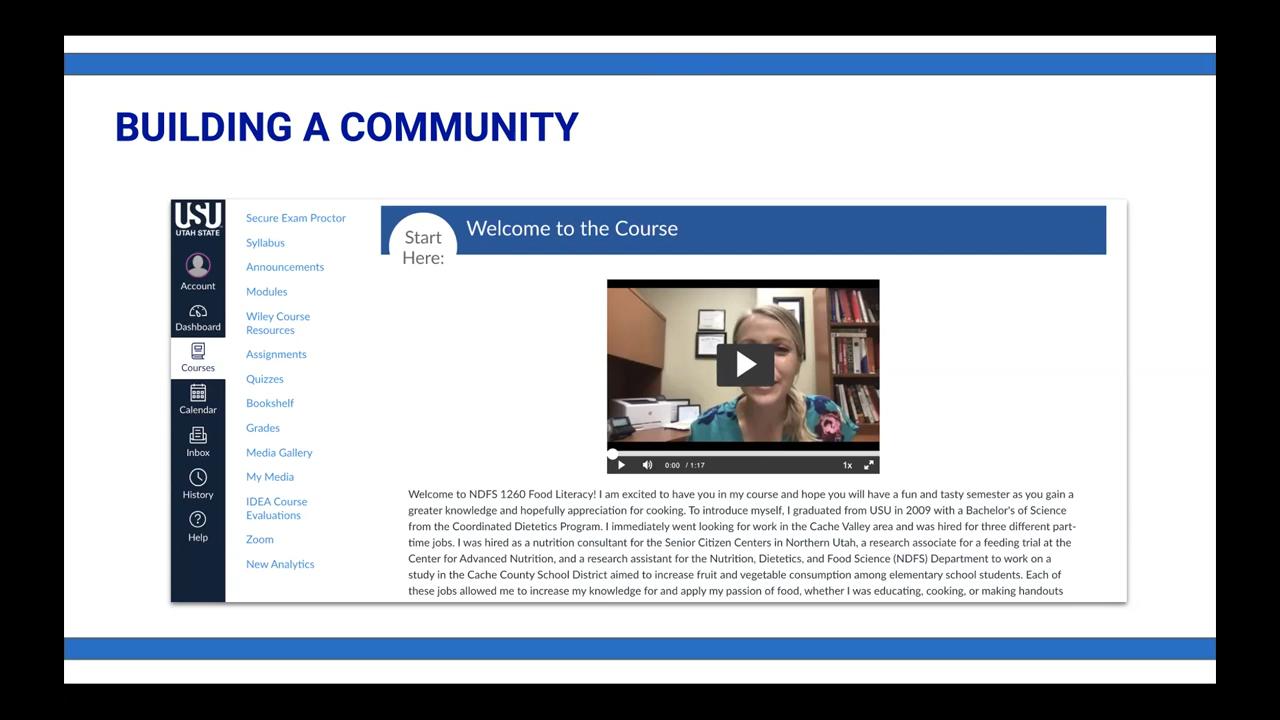 BUILDING A COMMUNITY
USU
UTAH STATE
Account
Dashboard
Courses
Calendar
Inbox
History
Help
Secure Exam Proctor
Syllabus
Announcements
Modules
Wiley Course
Resources
Assignments
Quizzes
Bookshelf
Grades
Media Gallery
My Media
IDEA Course
Evaluations
Zoom
New Analytics
Start
Here:
Welcome to the Course
0:00 / 1:17
1x
Welcome to NDFS 1260 Food Literacy! I am excited to have you in my course and hope you will have a fun and tasty semester as you gain a
greater knowledge and hopefully appreciation for cooking. To introduce myself, I graduated from USU in 2009 with a Bachelor's of Science
from the Coordinated Dietetics Program. I immediately went looking for work in the Cache Valley area and was hired for three different part-
time jobs. I was hired as a nutrition consultant for the Senior Citizen Centers in Northern Utah, a research associate for a feeding trial at the
Center for Advanced Nutrition, and a research assistant for the Nutrition, Dietetics, and Food Science (NDFS) Department to work on a
study in the Cache County School District aimed to increase fruit and vegetable consumption among elementary school students. Each of
these jobs allowed me to increase my knowledge for and apply my passion of food, whether I was educating, cooking, or making handouts